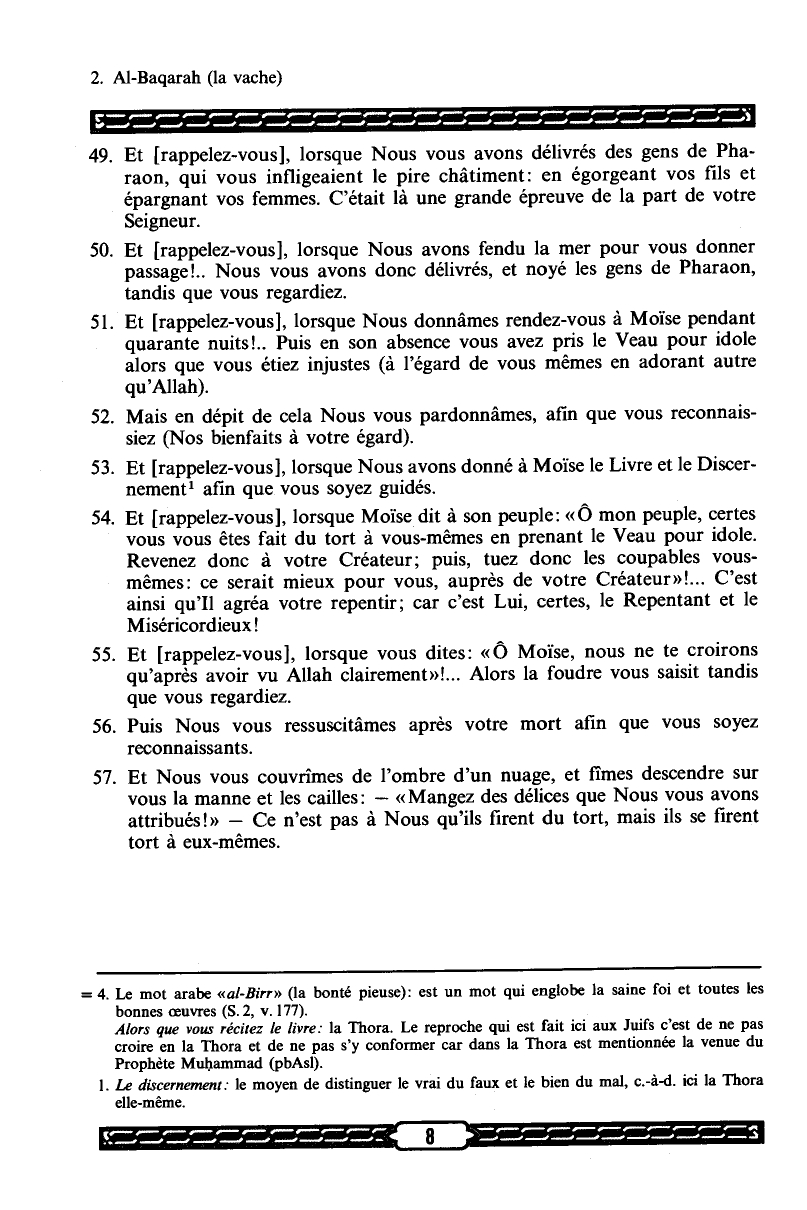 2. Al-Baqarah (la vache)
49. Et [rappelez-vous], lorsque Nous vous avons délivrés des gens de Pha-
raon, qui vous infligeaient le pire châtiment: en égorgeant vos fils et
épargnant vos femmes. C'était là une grande épreuve de la part de votre
Seigneur.
50. Et [rappelez-vous], lorsque Nous avons fendu la mer pour vous donner
passage!.. Nous vous avons donc délivrés, et noyé les gens de Pharaon,
tandis que vous regardiez.
51. Et [rappelez-vous], lorsque Nous donnâmes rendez-vous à Moïse pendant
quarante nuits!.. Puis en son absence vous avez pris le Veau pour idole
alors que vous étiez injustes (à l'égard de vous mêmes en adorant autre
qu'Allah).
52. Mais en dépit de cela Nous vous pardonnâmes, afin que vous reconnais-
siez (Nos bienfaits à votre égard).
53. Et [rappelez-vous], lorsque Nous avons donné à Moïse le Livre et le Discer-
nement¹ afin que vous soyez guidés.
54. Et [rappelez-vous], lorsque Moïse dit à son peuple: «Ô mon peuple, certes
vous vous êtes fait du tort à vous-mêmes en prenant le Veau pour idole.
Revenez donc à votre Créateur; puis, tuez donc les coupables vous-
mêmes: ce serait mieux pour vous, auprès de votre Créateur»!... C'est
ainsi qu'Il agréa votre repentir; car c'est Lui, certes, le Repentant et le
Miséricordieux!
55. Et [rappelez-vous], lorsque vous dites: «Ô Moïse, nous ne te croirons
qu'après avoir vu Allah clairement»!... Alors la foudre vous saisit tandis
que vous regardiez.
56. Puis Nous vous ressuscitâmes après votre mort afin que vous soyez
reconnaissants.
57. Et Nous vous couvrîmes de l'ombre d'un nuage, et fîmes descendre sur
vous la manne et les cailles: — «Mangez des délices que Nous vous avons
attribués!» — Ce n'est pas à Nous qu'ils firent du tort, mais ils se firent
tort à eux-mêmes.
= 4. Le mot arabe «al-Birr» (la bonté pieuse): est un mot qui englobe la saine foi et toutes les
bonnes œuvres (S. 2, v. 177).
Alors que vous récitez le livre: la Thora. Le reproche qui est fait ici aux Juifs c'est de ne pas
croire en la Thora et de ne pas s'y conformer car dans la Thora est mentionnée la venue du
Prophète Muḥammad (pbAsl).
1. Le discernement: le moyen de distinguer le vrai du faux et le bien du mal, c.-à-d. ici la Thora
elle-même.
8